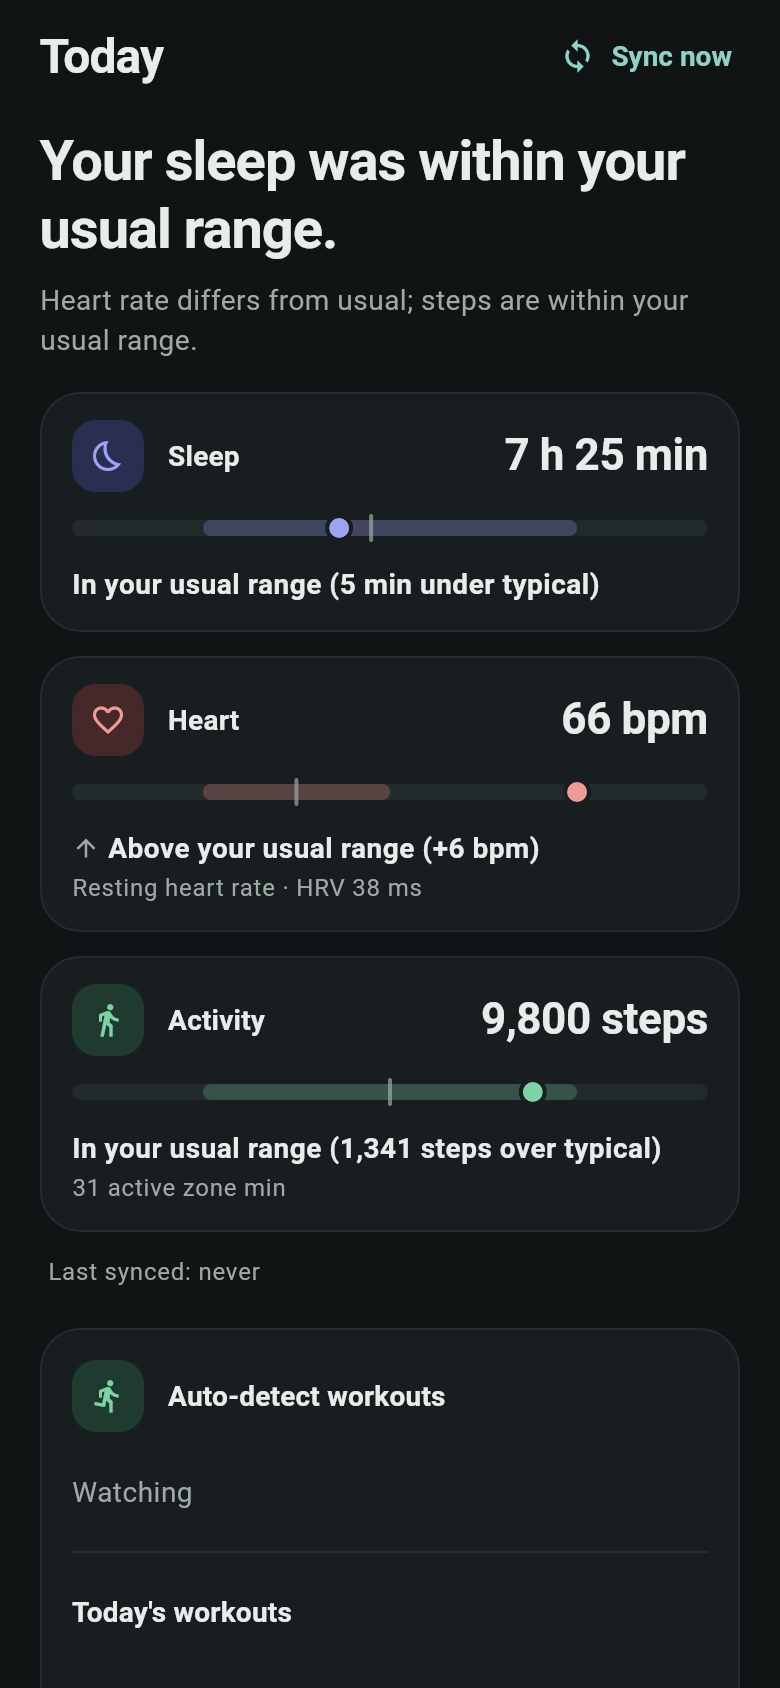 Today
Sync now
Your sleep was within your
usual range.
Heart rate differs from usual; steps are within your
usual range.
Sleep
7 h 25 min
In your usual range (5 min under typical)
Heart
66 bpm
↑ Above your usual range (+6 bpm)
Resting heart rate · HRV 38 ms
Activity
9,800 steps
In your usual range (1,341 steps over typical)
31 active zone min
Last synced: never
Auto-detect workouts
Watching
Today's workouts